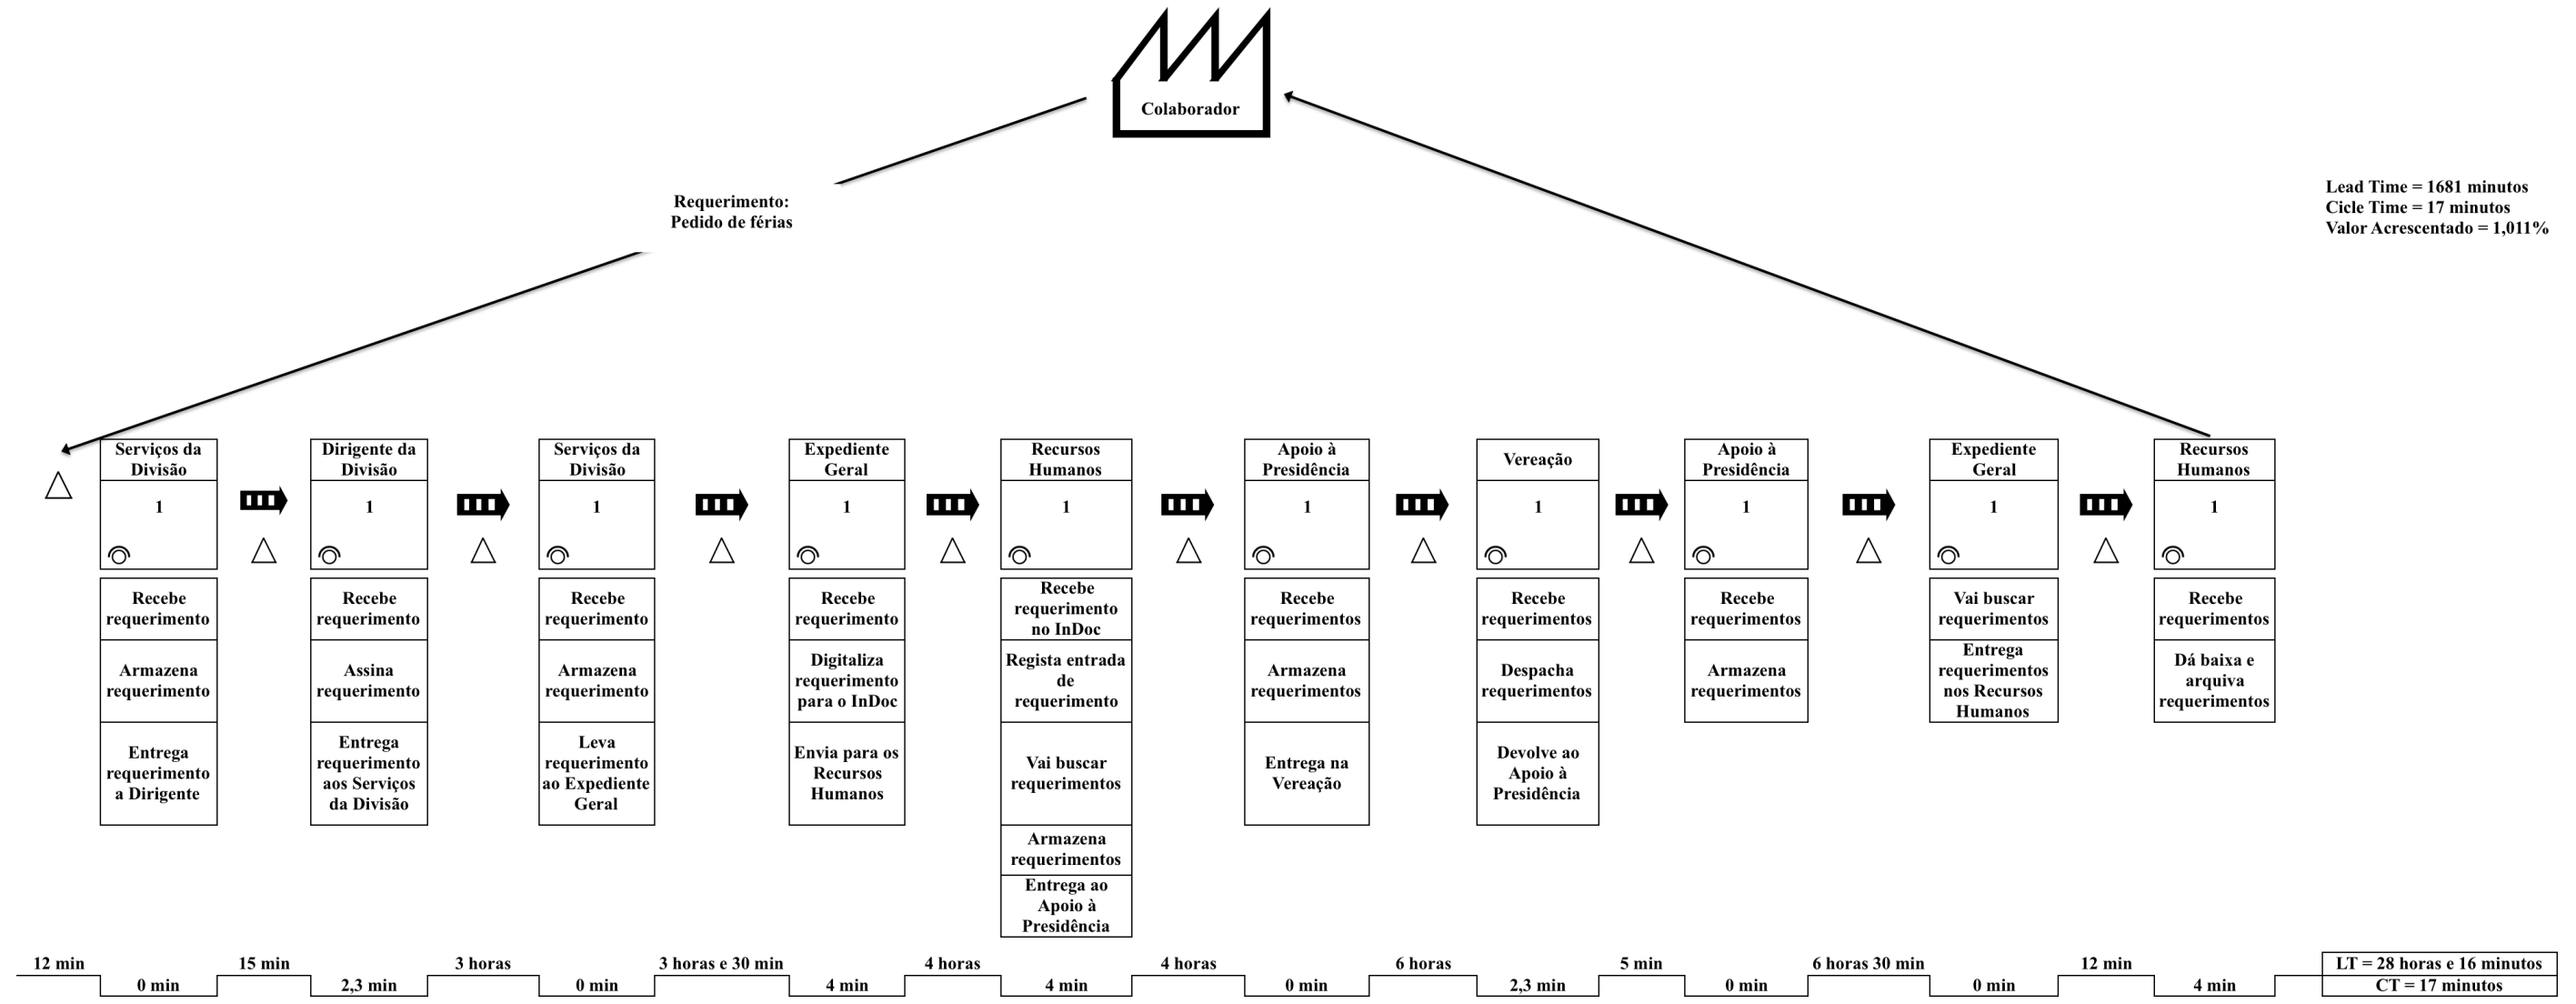 Colaborador
Requerimento:
Pedido de férias
Lead Time = 1681 minutos
Cicle Time = 17 minutos
Valor Acrescentado = 1,011%
Serviços da
Divisão
1
Recebe
requerimento
Armazena
requerimento
Entrega
requerimento
a Dirigente
Dirigente da
Divisão
1
Recebe
requerimento
Assina
requerimento
Entrega
requerimento
aos Serviços
da Divisão
Serviços da
Divisão
1
Recebe
requerimento
Armazena
requerimento
Leva
requerimento
ao Expediente
Geral
Expediente
Geral
1
Recebe
requerimento
Digitaliza
requerimento
para o InDoc
Envia para os
Recursos
Humanos
Recursos
Humanos
1
Recebe
requerimento
no InDoc
Regista entrada
de
requerimento
Vai buscar
requerimentos
Armazena
requerimentos
Entrega ao
Apoio à
Presidência
Apoio à
Presidência
1
Recebe
requerimentos
Armazena
requerimentos
Entrega na
Vereação
Vereação
1
Recebe
requerimentos
Despacha
requerimentos
Devolve ao
Apoio à
Presidência
Apoio à
Presidência
1
Recebe
requerimentos
Armazena
requerimentos
Expediente
Geral
1
Vai buscar
requerimentos
Entrega
requerimentos
nos Recursos
Humanos
Recursos
Humanos
1
Recebe
requerimentos
Dá baixa e
arquiva
requerimentos
12 min
0 min
15 min
2,3 min
3 horas
0 min
3 horas e 30 min
4 min
4 horas
4 min
4 horas
0 min
6 horas
2,3 min
5 min
0 min
6 horas 30 min
0 min
12 min
4 min
LT = 28 horas e 16 minutos
CT = 17 minutos